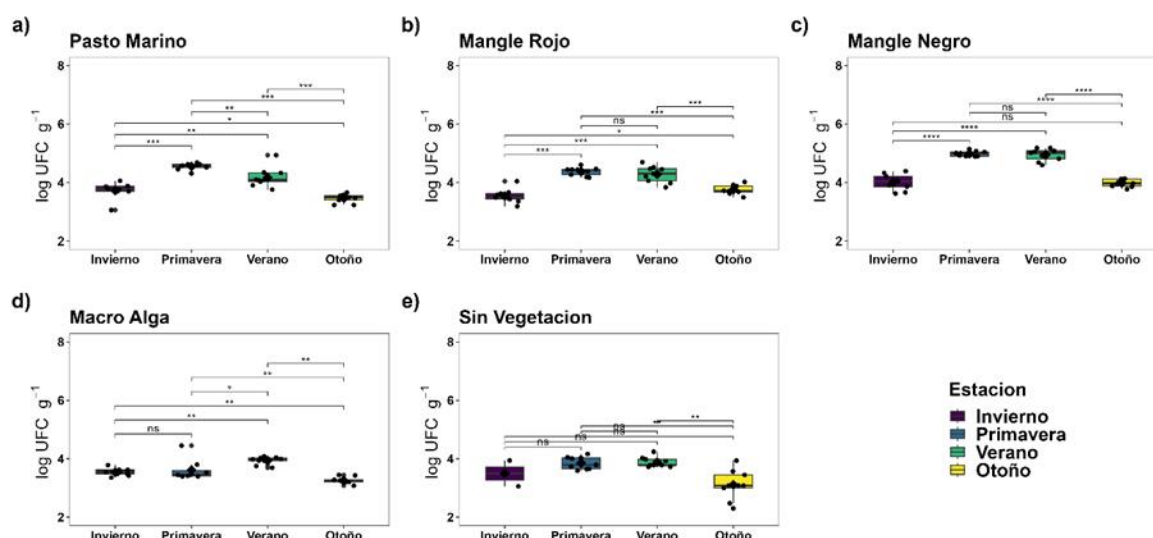 a) Pasto Marino
8
6
4
2
log UFC g⁻¹
***
***
**
*
**
***
Invierno Primavera Verano Otoño
b) Mangle Rojo
8
6
4
2
log UFC g⁻¹
***
***
ns
*
***
***
Invierno Primavera Verano Otoño
c) Mangle Negro
8
6
4
2
log UFC g⁻¹
****
****
ns
ns
****
****
Invierno Primavera Verano Otoño
d) Macro Alga
8
6
4
2
log UFC g⁻¹
**
**
*
**
**
ns
Invierno Primavera Verano Otoño
e) Sin Vegetacion
8
6
4
2
log UFC g⁻¹
**
ns
ns
ns
ns
Invierno Primavera Verano Otoño
Estacion
Invierno
Primavera
Verano
Otoño